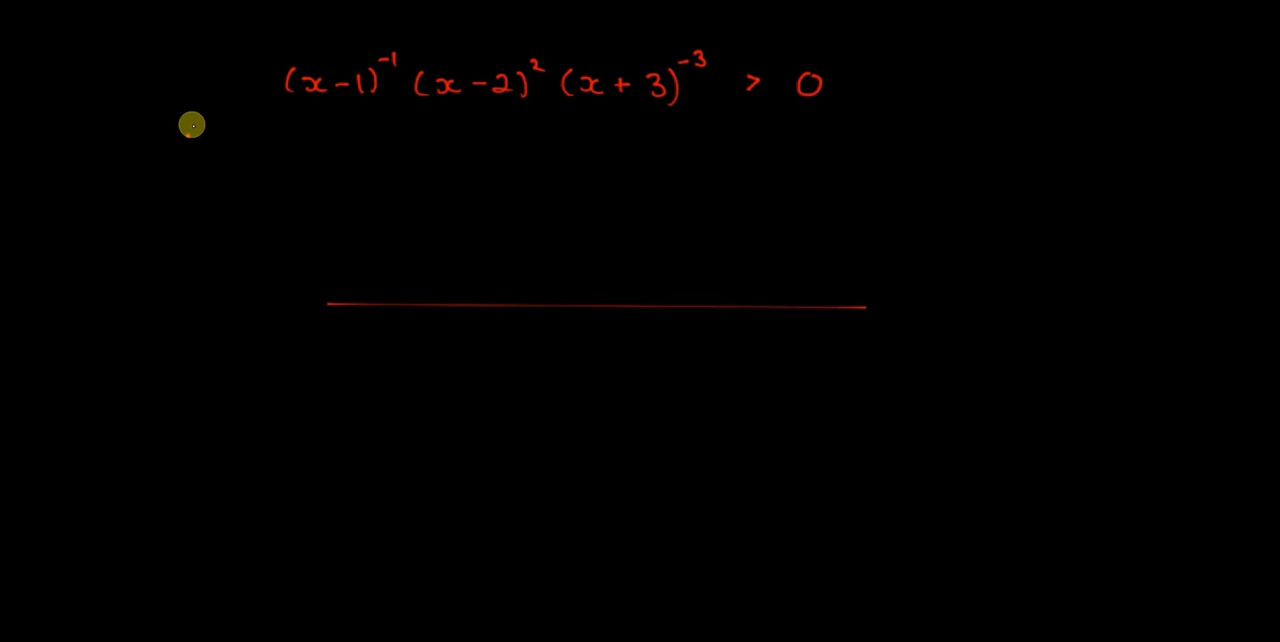 (x-1)⁻¹ (x-2)² (x+3)⁻³ > 0